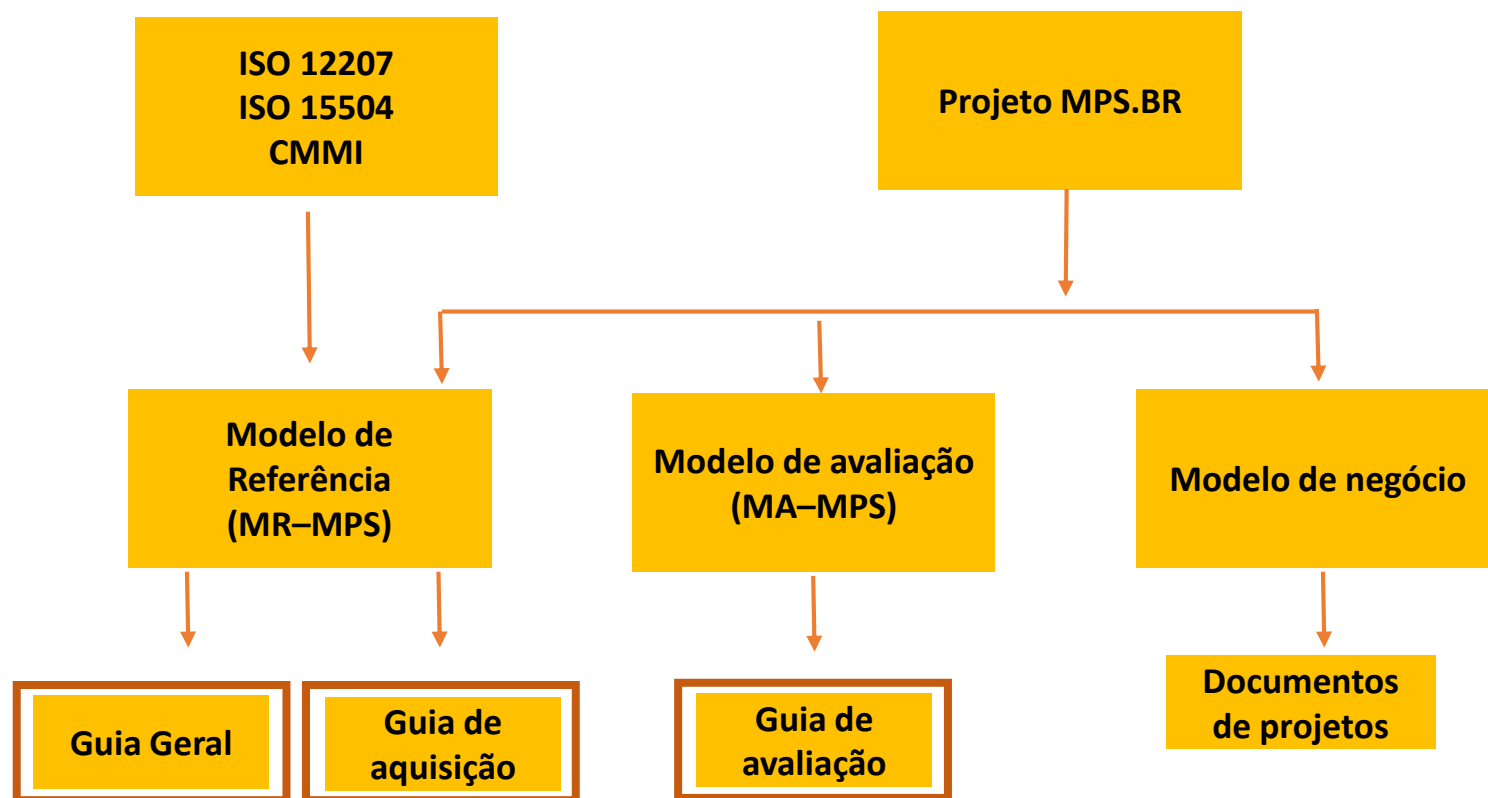 ISO 12207
ISO 15504
CMMI
Projeto MPS.BR
Modelo de
Referência
(MR–MPS)
Modelo de avaliação
(MA–MPS)
Modelo de negócio
Guia Geral
Guia de
aquisição
Guia de
avaliação
Documentos
de projetos